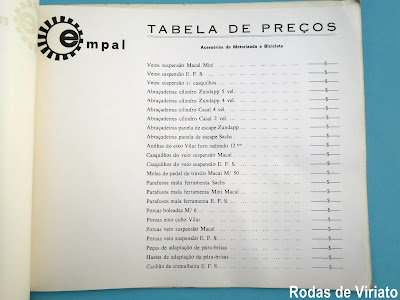 empal
TABELA DE PREÇOS
Acessórios de Motorizada e Bicicleta
Veios suspensão Macal Mini ... $
Veios suspensão E. F. S. ... $
Veios suspensão s/ casquilhos ... $
Abraçadeiras cilindro Zundapp 5 vel. ... $
Abraçadeiras cilindro Zundapp 4 vel. ... $
Abraçadeiras cilindro Casal 4 vel. ... $
Abraçadeiras cilindro Casal 2 vel. ... $
Abraçadeiras panela de escape Zundapp ... $
Abraçadeiras panela de escape Sachs ... $
Anilhas do eixo Vilar furo redondo 12 ... $
Casquilhos do veio suspensão Macal ... $
Casquilhos do veio suspensão E. F. S. ... $
Molas de pedal de travão Macal M/ 50 ... $
Parafusos mala ferramenta Sachs ... $
Parafusos mala ferramenta Mini Macal ... $
Parafusos mala ferramenta E. F. S. ... $
Porcas boleadas M/ 6 ... $
Porcas eixo cubo Vilar ... $
Porcas veio suspensão Macal ... $
Porcas veio suspensão E. F. S. ... $
Peças de adaptação de pára-brisas ... $
Hastes de adaptação de pára-brisas ... $
Canhão de cremalheira E. F. S. ... $
Rodas de Viriato